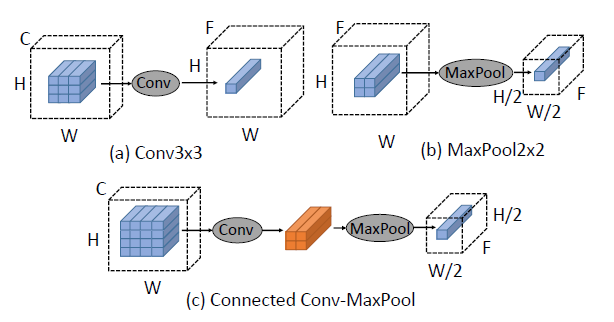 C
F
H
Conv
H
W
W
(a) Conv3x3
F
H
MaxPool
H/2
W/2
F
W
(b) MaxPool2x2
C
H
Conv
MaxPool
H/2
F
W
W/2
(c) Connected Conv-MaxPool